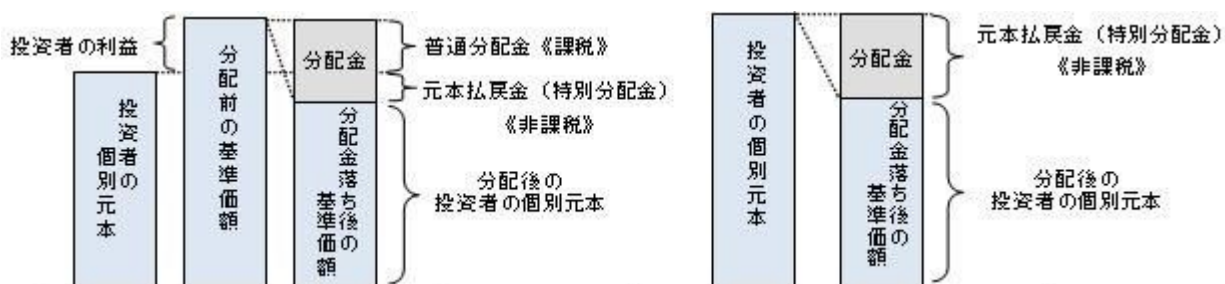 投資者の利益
投資者の
個別元本
分配前の基準価額
分配金
分配金落ち後の
基準価額
普通分配金《課税》
元本払戻金（特別分配金）
《非課税》
分配後の
投資者の個別元本
投資者の個別元本
分配金
分配金落ち後の
基準価額
元本払戻金（特別分配金）
《非課税》
分配後の
投資者の個別元本